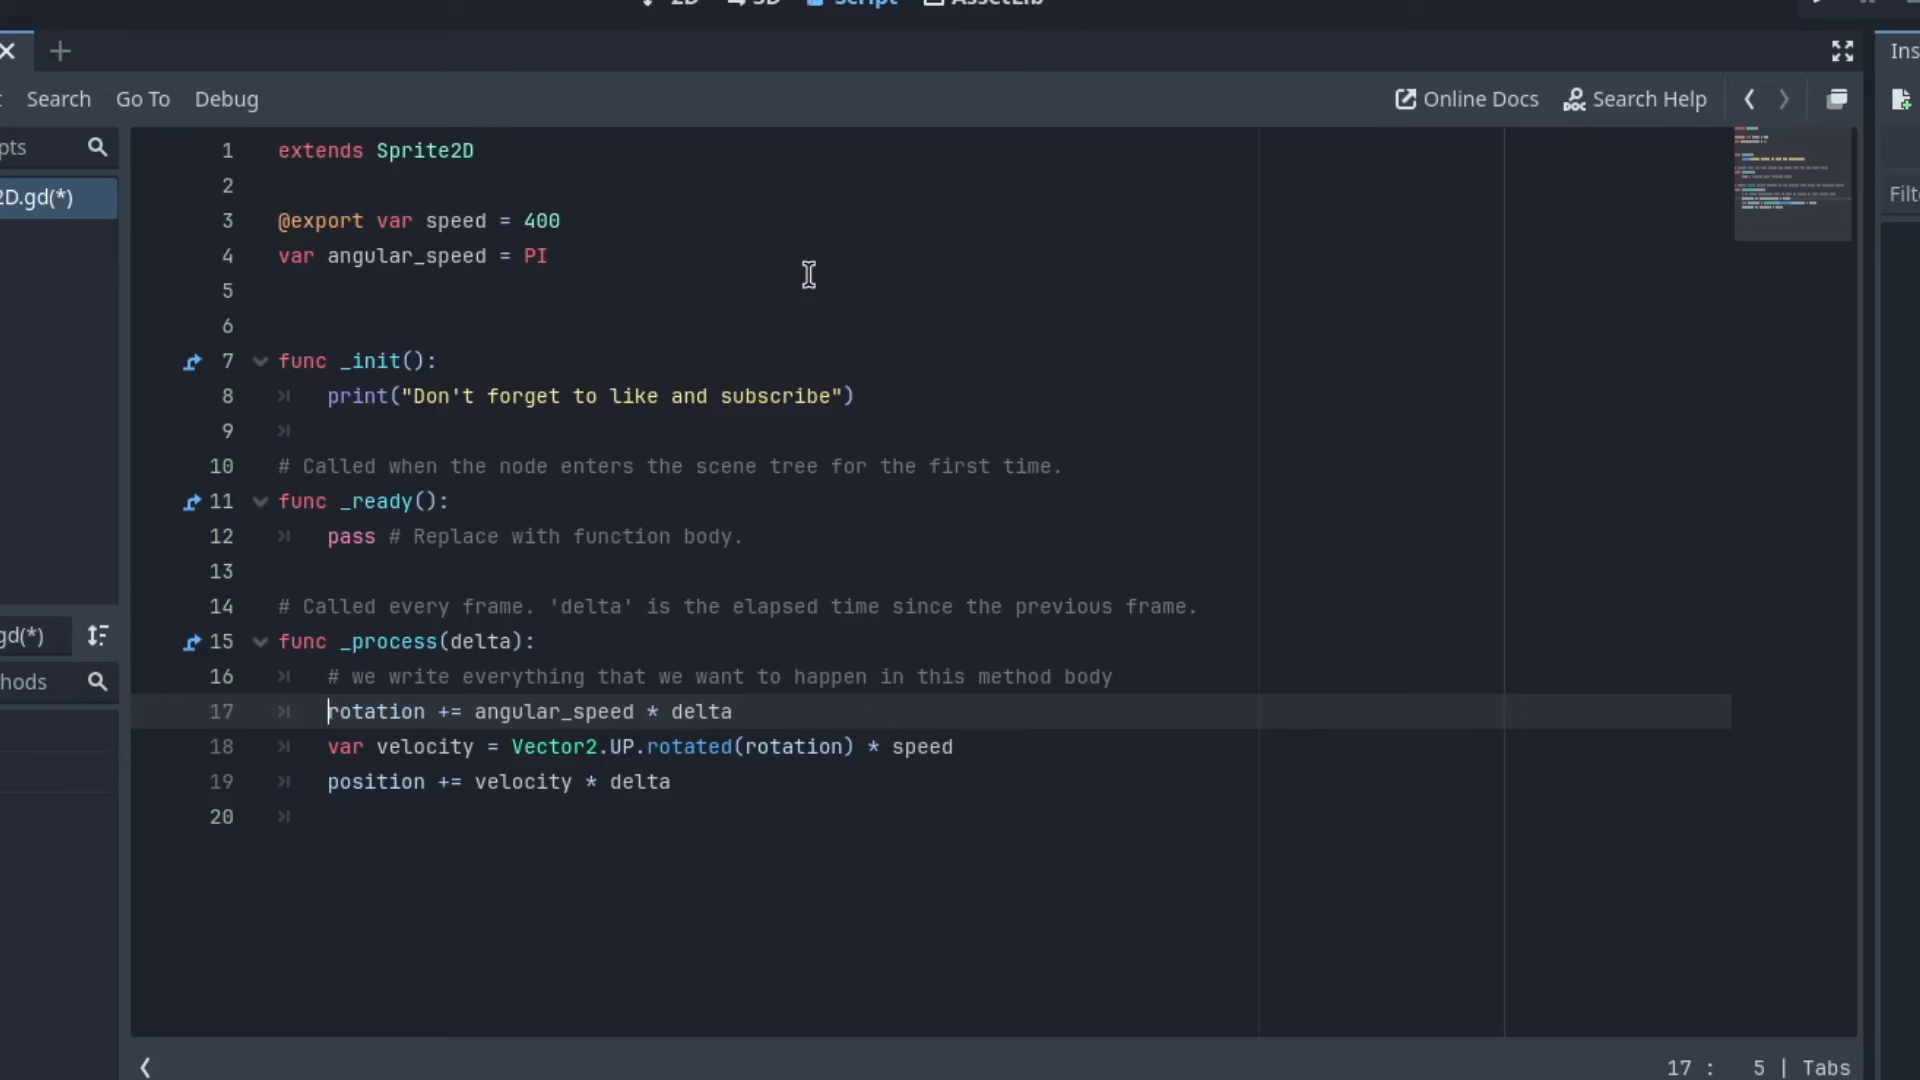 2D 3D Script AssetLib
Ins
Search Go To Debug Online Docs Search Help
pts
2D.gd(*)
Filte
gd(*)
hods
1 extends Sprite2D
2
3 @export var speed = 400
4 var angular_speed = PI
5
6
7 func _init():
8 print("Don't forget to like and subscribe")
9
10 # Called when the node enters the scene tree for the first time.
11 func _ready():
12 pass # Replace with function body.
13
14 # Called every frame. 'delta' is the elapsed time since the previous frame.
15 func _process(delta):
16 # we write everything that we want to happen in this method body
17 rotation += angular_speed * delta
18 var velocity = Vector2.UP.rotated(rotation) * speed
19 position += velocity * delta
20
17 : 5 | Tabs